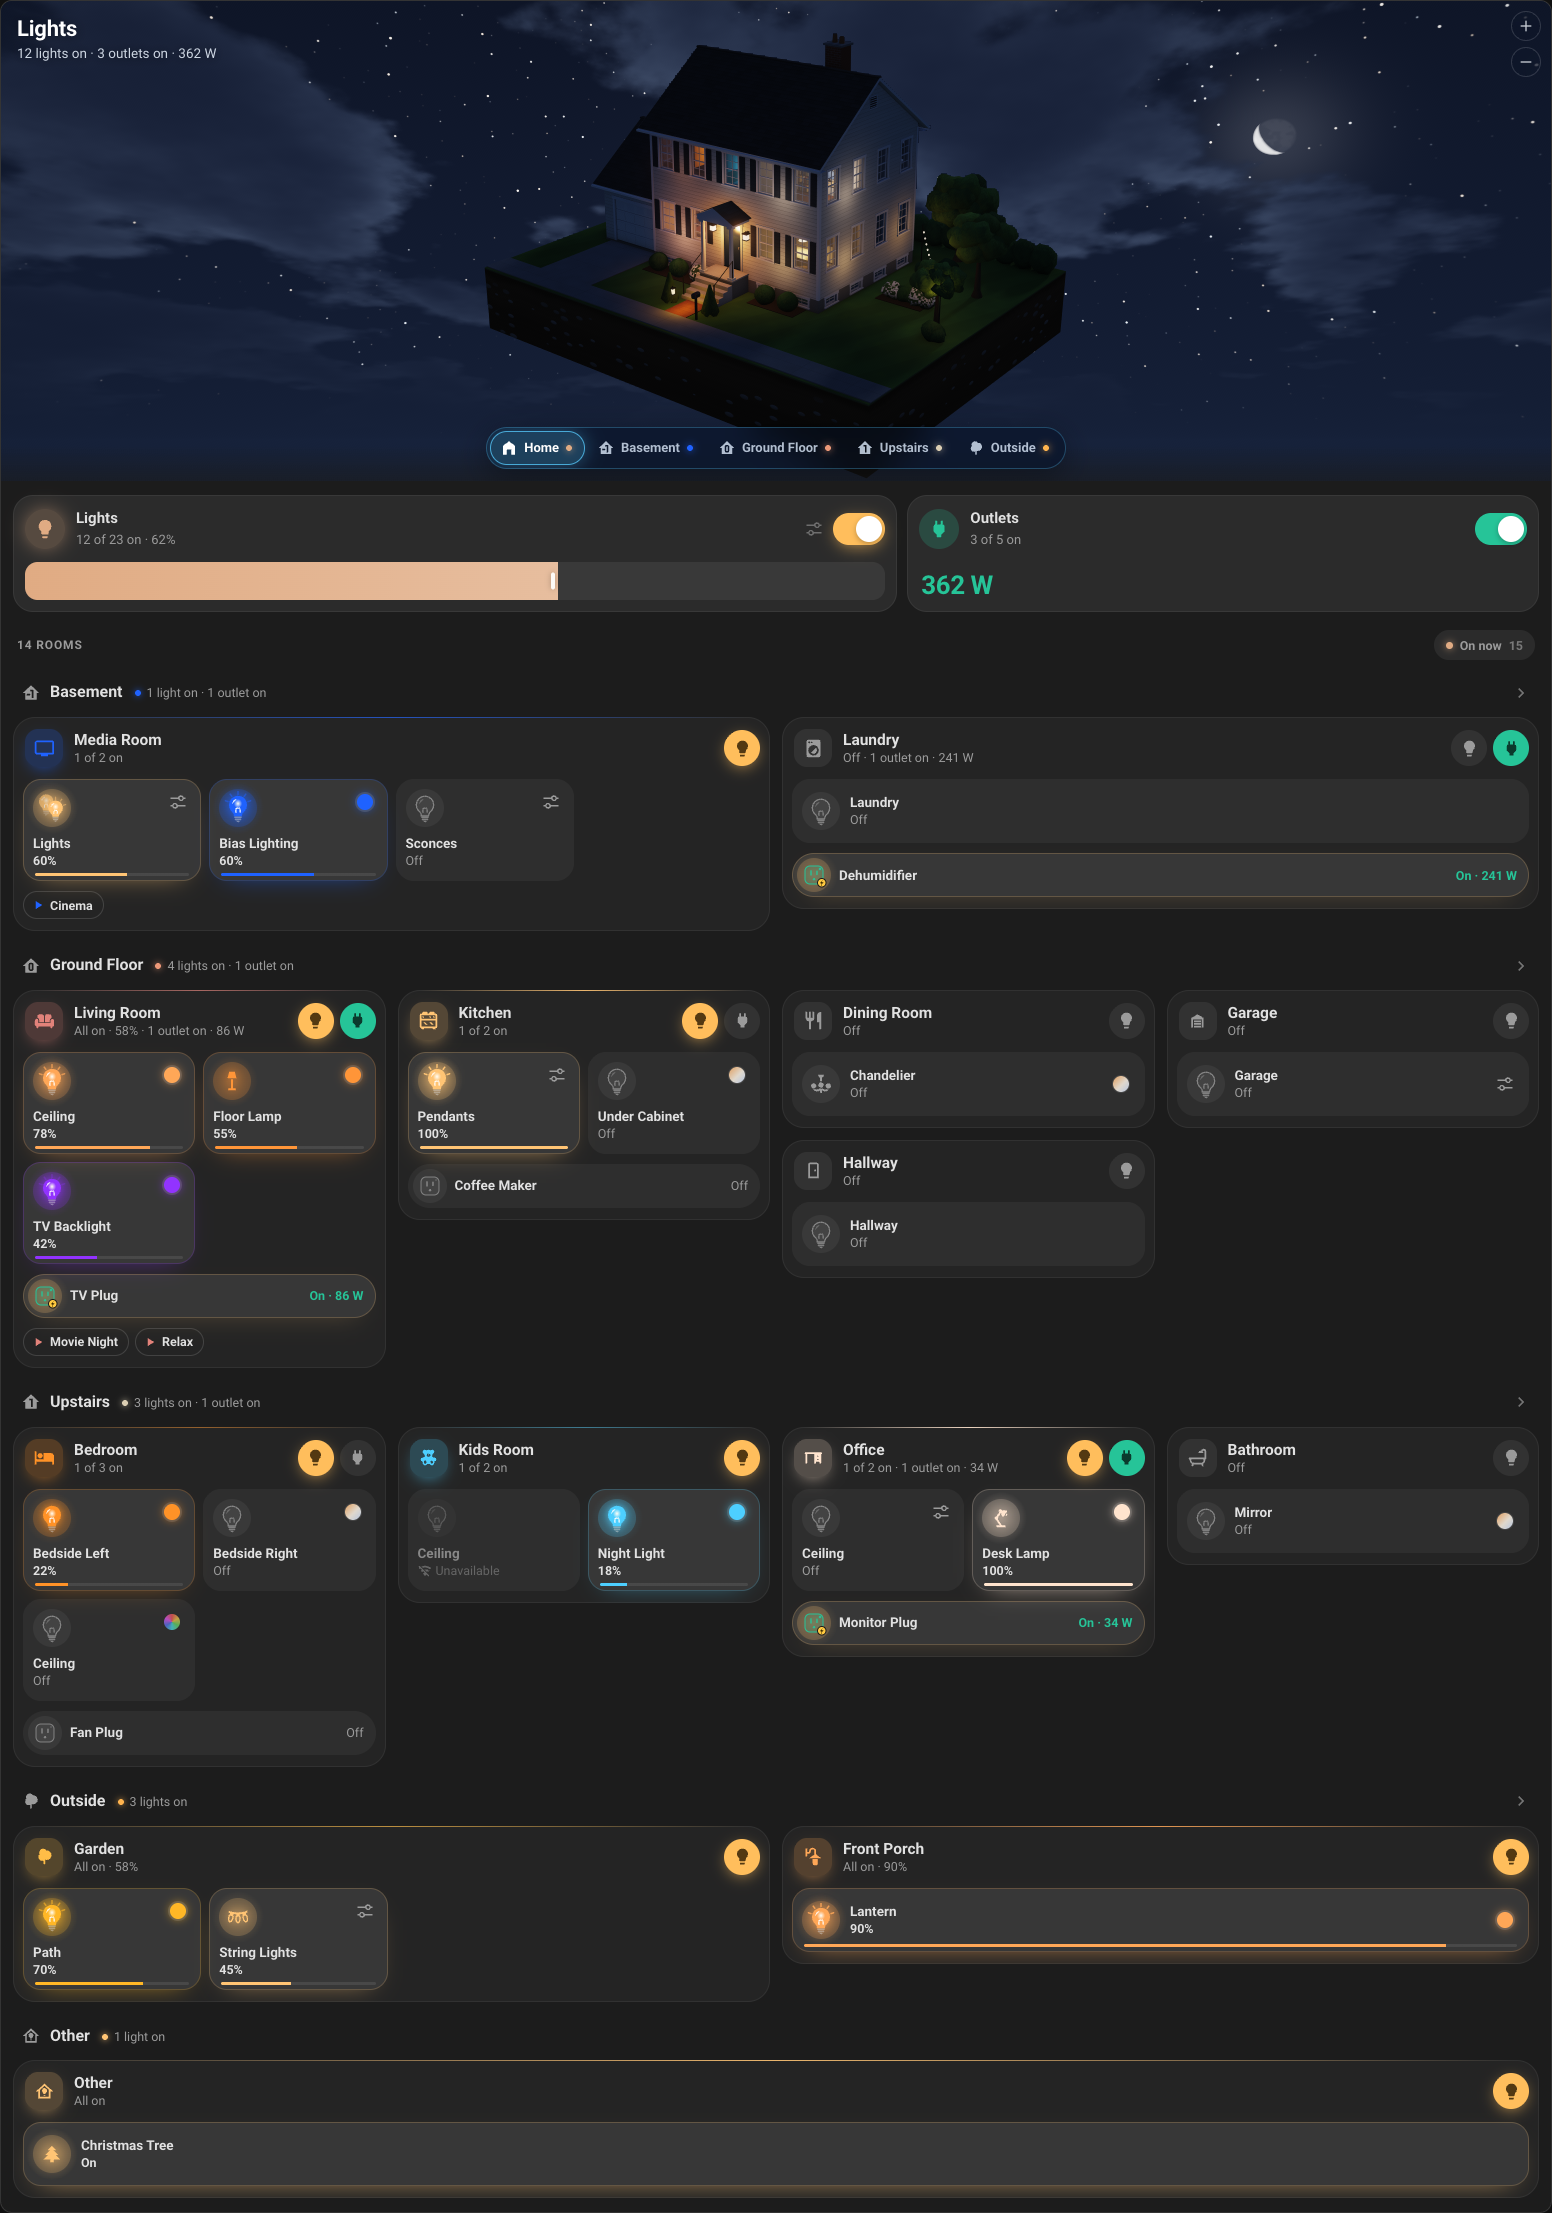 Lights
12 lights on · 3 outlets on · 362 W
Home
Basement
Ground Floor
Upstairs
Outside
Lights
12 of 23 on · 62%
Outlets
3 of 5 on
362 W
14 ROOMS
On now 15
Basement
1 light on · 1 outlet on
Media Room
1 of 2 on
Lights
60%
Bias Lighting
60%
Sconces
Off
Cinema
Laundry
Off · 1 outlet on · 241 W
Laundry
Off
Dehumidifier
On · 241 W
Ground Floor
4 lights on · 1 outlet on
Living Room
All on · 58% · 1 outlet on · 86 W
Ceiling
78%
Floor Lamp
55%
TV Backlight
42%
TV Plug
On · 86 W
Movie Night
Relax
Kitchen
1 of 2 on
Pendants
100%
Under Cabinet
Off
Coffee Maker
Off
Dining Room
Off
Chandelier
Off
Hallway
Off
Hallway
Off
Garage
Off
Garage
Off
Upstairs
3 lights on · 1 outlet on
Bedroom
1 of 3 on
Bedside Left
22%
Bedside Right
Off
Ceiling
Off
Fan Plug
Off
Kids Room
1 of 2 on
Ceiling
Unavailable
Night Light
18%
Office
1 of 2 on · 1 outlet on · 34 W
Ceiling
Off
Desk Lamp
100%
Monitor Plug
On · 34 W
Bathroom
Off
Mirror
Off
Outside
3 lights on
Garden
All on · 58%
Path
70%
String Lights
45%
Front Porch
All on · 90%
Lantern
90%
Other
1 light on
Other
All on
Christmas Tree
On